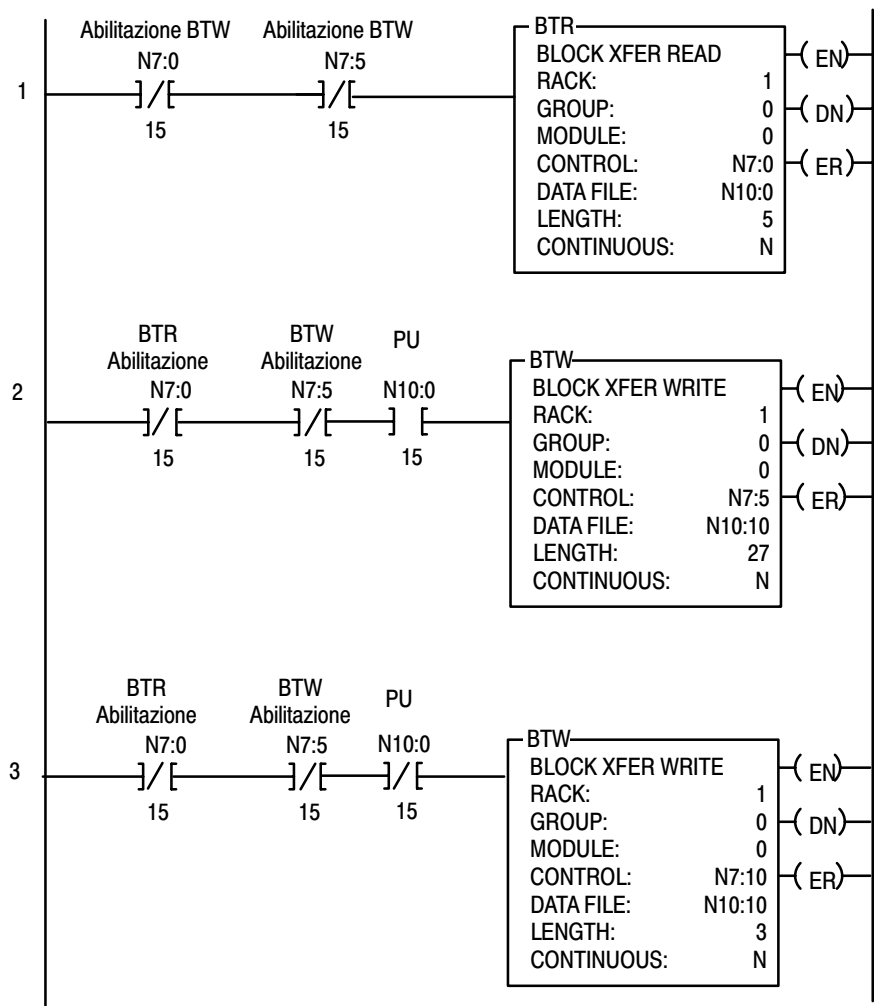 Abilitazione BTW Abilitazione BTW
N7:0 N7:5
1 ]/[ ]/[
15 15
BTR
BLOCK XFER READ
RACK: 1
GROUP: 0
MODULE: 0
CONTROL: N7:0
DATA FILE: N10:0
LENGTH: 5
CONTINUOUS: N
( EN )
( DN )
( ER )
BTR BTW PU
Abilitazione Abilitazione
N7:0 N7:5 N10:0
2 ]/[ ]/[ ] [
15 15 15
BTW
BLOCK XFER WRITE
RACK: 1
GROUP: 0
MODULE: 0
CONTROL: N7:5
DATA FILE: N10:10
LENGTH: 27
CONTINUOUS: N
( EN )
( DN )
( ER )
BTR BTW PU
Abilitazione Abilitazione
N7:0 N7:5 N10:0
3 ]/[ ]/[ ]/[
15 15 15
BTW
BLOCK XFER WRITE
RACK: 1
GROUP: 0
MODULE: 0
CONTROL: N7:10
DATA FILE: N10:10
LENGTH: 3
CONTINUOUS: N
( EN )
( DN )
( ER )